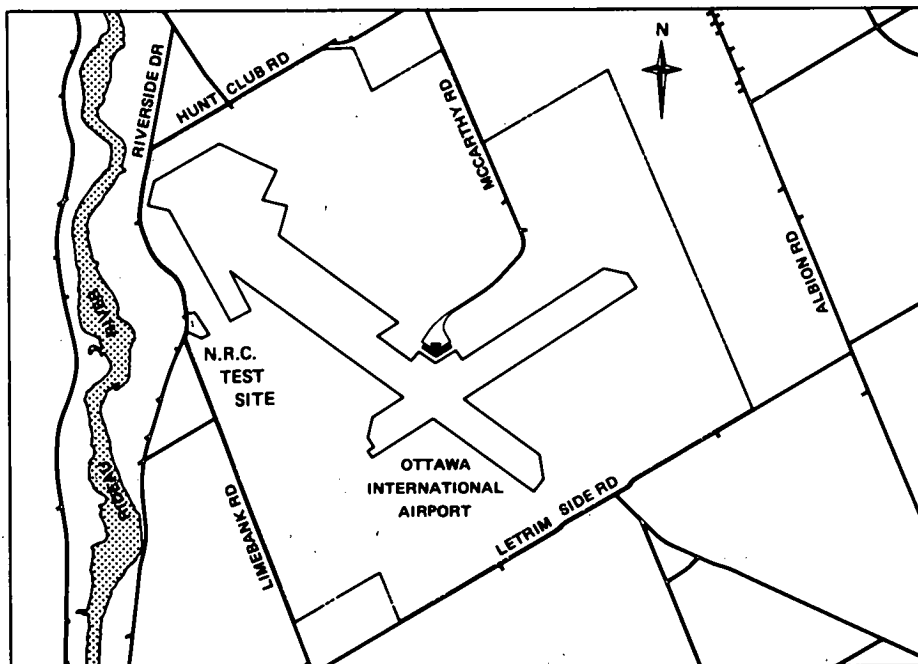 N
RIVERSIDE DR
HUNT CLUB RD
MCCARTHY RD
ALBION RD
RIVER
RIDEAU
N.R.C.
TEST
SITE
OTTAWA
INTERNATIONAL
AIRPORT
LIMEBANK RD
LETRIM SIDE RD